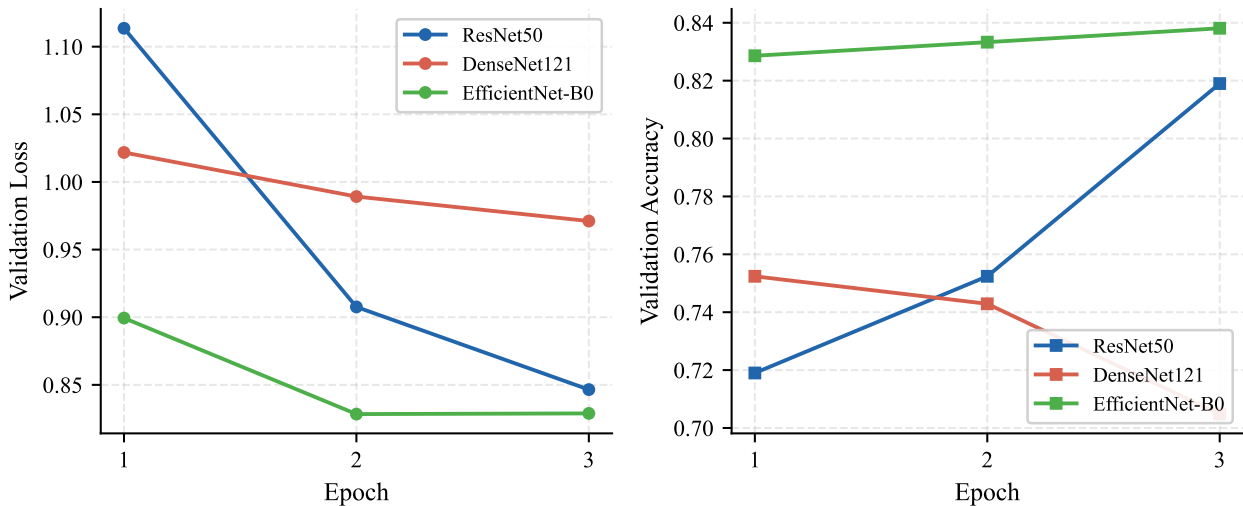 Validation Loss
1.10
1.05
1.00
0.95
0.90
0.85
1
2
3
Epoch
ResNet50
DenseNet121
EfficientNet-B0
Validation Accuracy
0.84
0.82
0.80
0.78
0.76
0.74
0.72
0.70
1
2
3
Epoch
ResNet50
DenseNet121
EfficientNet-B0